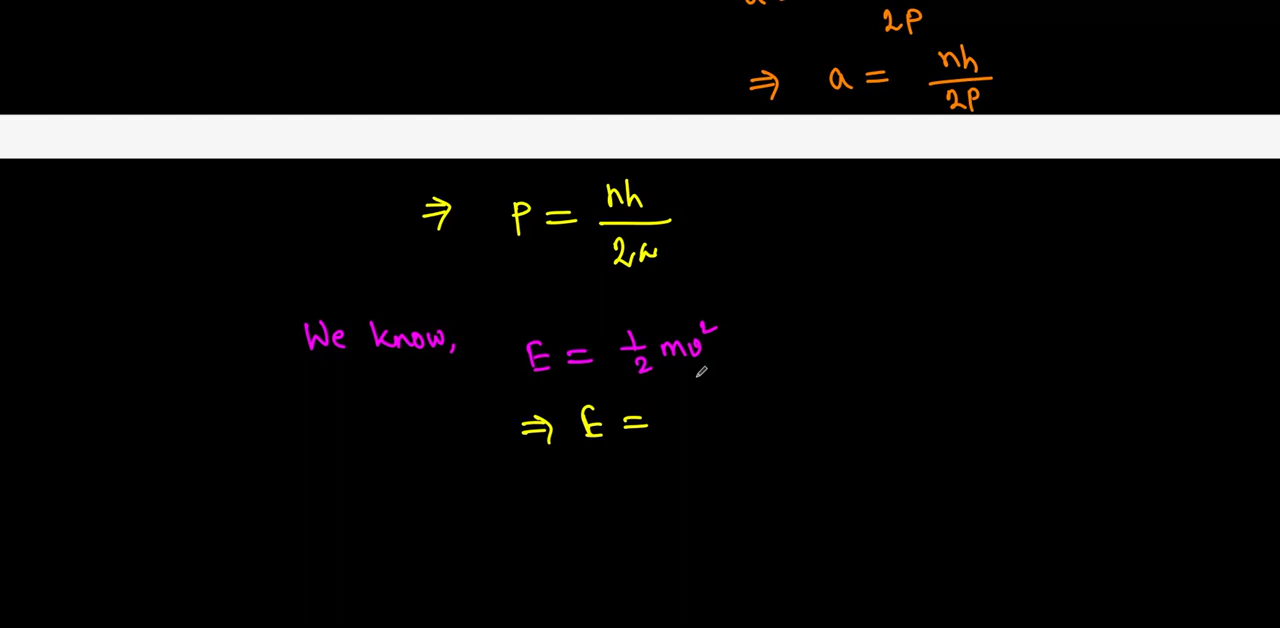 2P
⇒ a = nh/2P
⇒ P = nh/2a
We know, E = 1/2 mv²
⇒ E =